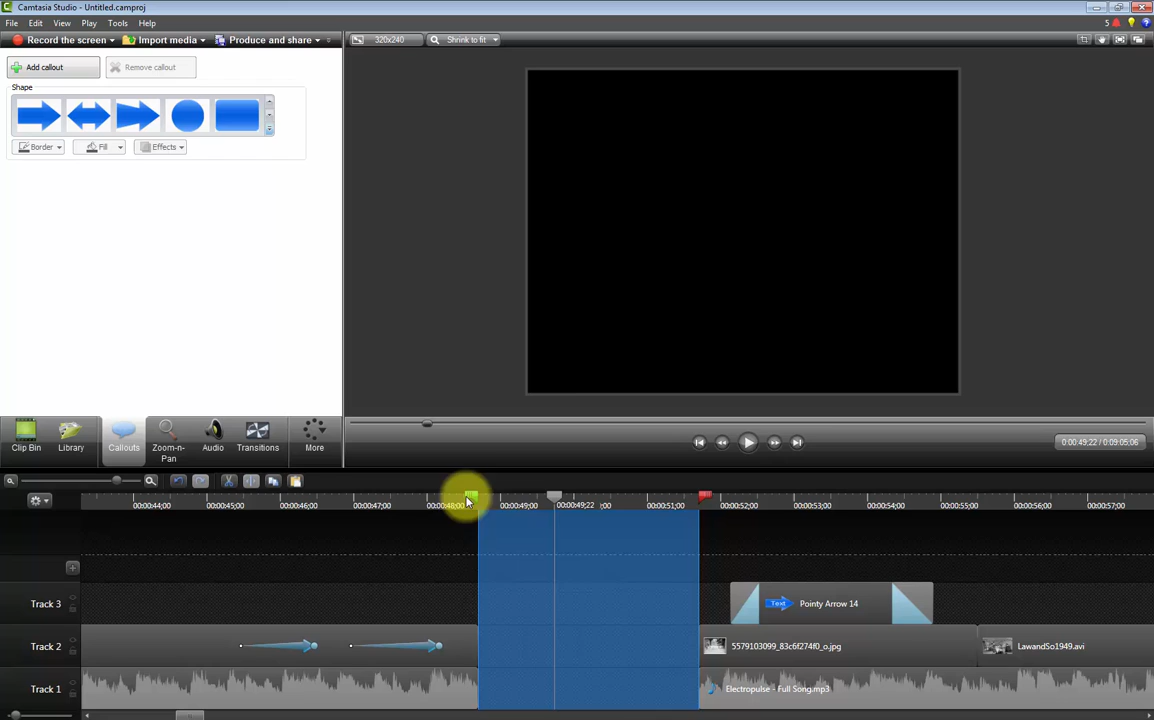 Camtasia Studio - Untitled.camproj
File Edit View Play Tools Help
5
Record the screen Import media Produce and share
320x240 Shrink to fit
Add callout Remove callout
Shape
Border Fill Effects
Clip Bin Library Callouts Zoom-n-Pan Audio Transitions More
0:00:49;22 / 0:09:05;06
00:00:44;00 00:00:45;00 00:00:46;00 00:00:47;00 00:00:48;00 00:00:49;00 00:00:49;22 ;00 00:00:51;00 00:00:52;00 00:00:53;00 00:00:54;00 00:00:55;00 00:00:56;00 00:00:57;00
Track 3 Text Pointy Arrow 14
Track 2 5579103099_83c6f274f0_o.jpg LawandSo1949.avi
Track 1 Electropulse - Full Song.mp3